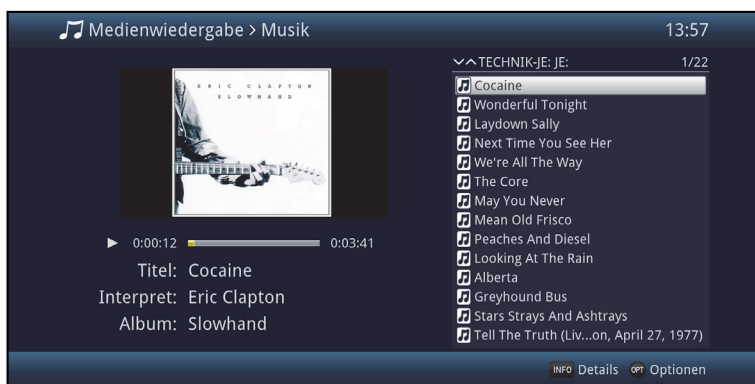 Medienwiedergabe > Musik
13:57
ERIC CLAPTON
SLOWHAND
0:00:12
0:03:41
Titel: Cocaine
Interpret: Eric Clapton
Album: Slowhand
TECHNIK-JE: JE:
1/22
Cocaine
Wonderful Tonight
Laydown Sally
Next Time You See Her
We're All The Way
The Core
May You Never
Mean Old Frisco
Peaches And Diesel
Looking At The Rain
Alberta
Greyhound Bus
Stars Strays And Ashtrays
Tell The Truth (Liv...on, April 27, 1977)
INFO Details OPT Optionen